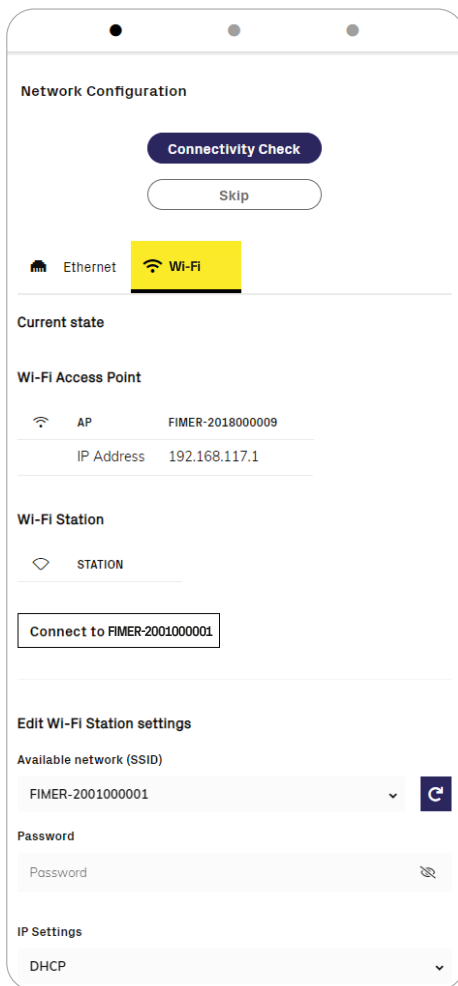 Network Configuration
Connectivity Check
Skip
Ethernet Wi-Fi
Current state
Wi-Fi Access Point
AP FIMER-2018000009
IP Address 192.168.117.1
Wi-Fi Station
STATION
Connect to FIMER-2001000001
Edit Wi-Fi Station settings
Available network (SSID)
FIMER-2001000001
Password
Password
IP Settings
DHCP